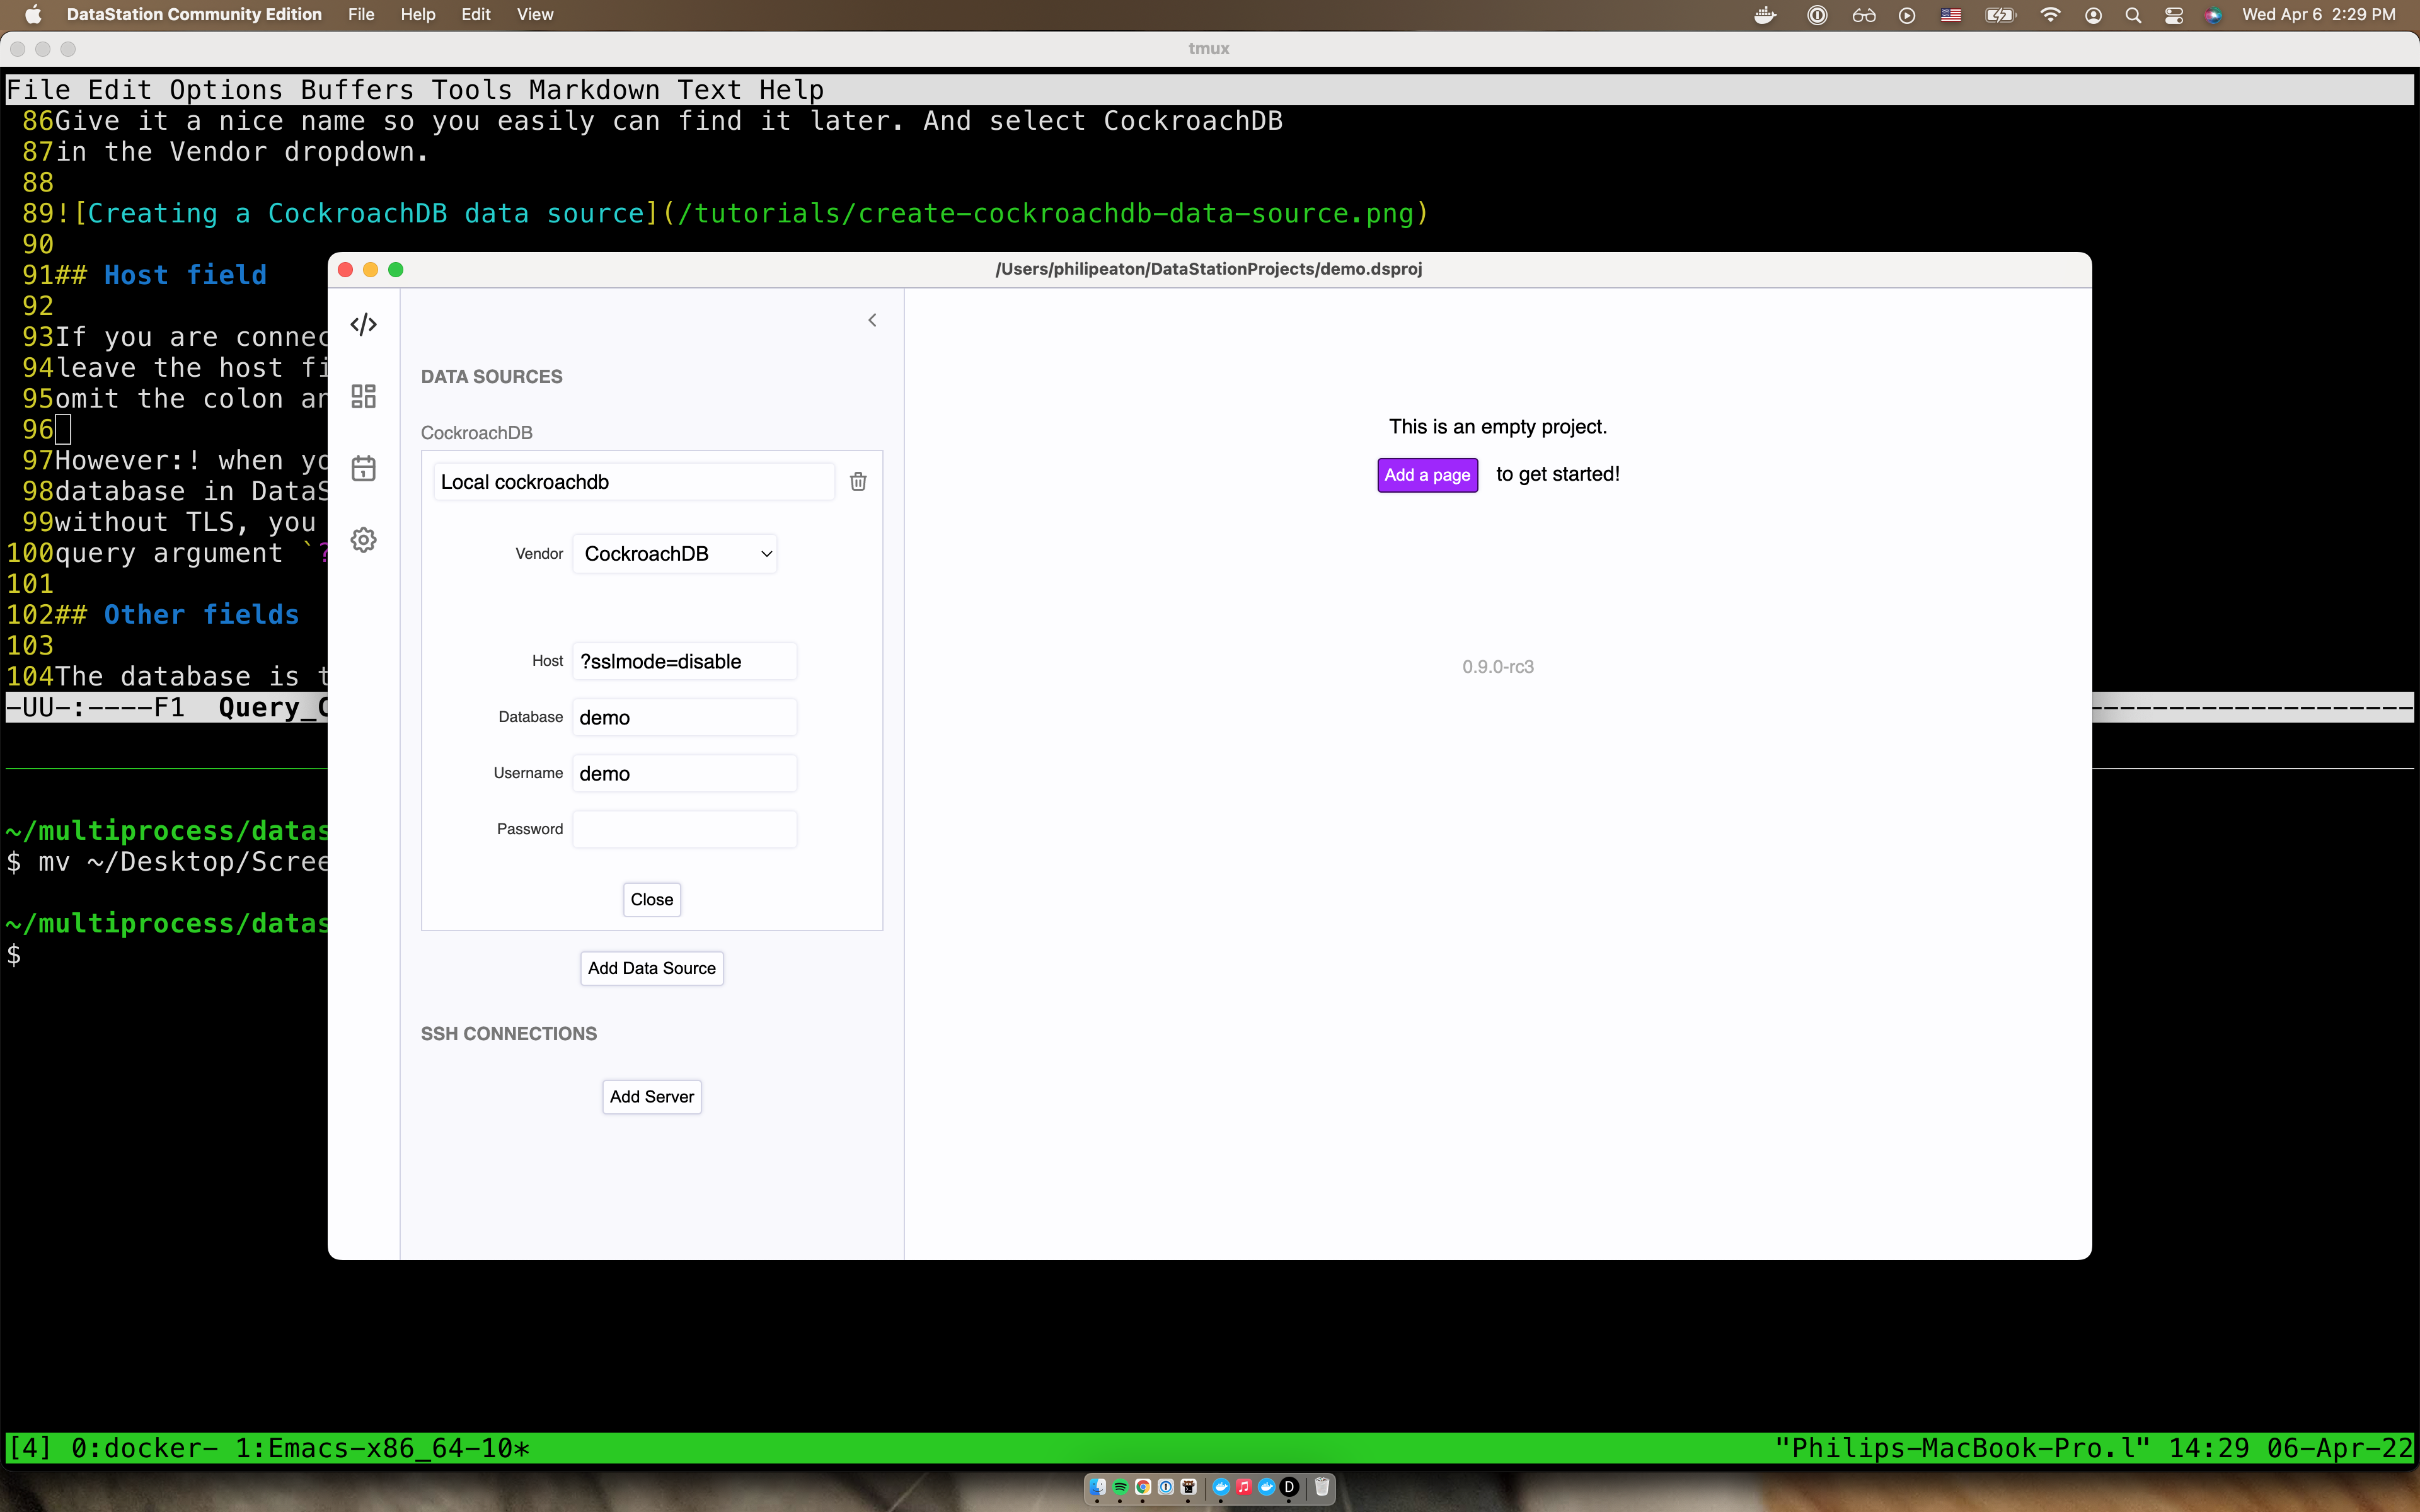 DataStation Community Edition File Help Edit View Wed Apr 6 2:29 PM
tmux
File Edit Options Buffers Tools Markdown Text Help
86Give it a nice name so you easily can find it later. And select CockroachDB
87in the Vendor dropdown.
88
89![Creating a CockroachDB data source](/tutorials/create-cockroachdb-data-source.png)
90
91## Host field
92
93If you are connec
94leave the host fi
95omit the colon an
96
97However:! when yo
98database in DataS
99without TLS, you
100query argument `?
101
102## Other fields
103
104The database is t
-UU-:----F1 Query_C
~/multiprocess/datas
$ mv ~/Desktop/Scree
~/multiprocess/datas
$
/Users/philipeaton/DataStationProjects/demo.dsproj
DATA SOURCES
CockroachDB
Local cockroachdb
Vendor CockroachDB
Host ?sslmode=disable
Database demo
Username demo
Password
Close
Add Data Source
SSH CONNECTIONS
Add Server
This is an empty project.
Add a page to get started!
0.9.0-rc3
[4] 0:docker- 1:Emacs-x86_64-10* "Philips-MacBook-Pro.l" 14:29 06-Apr-22